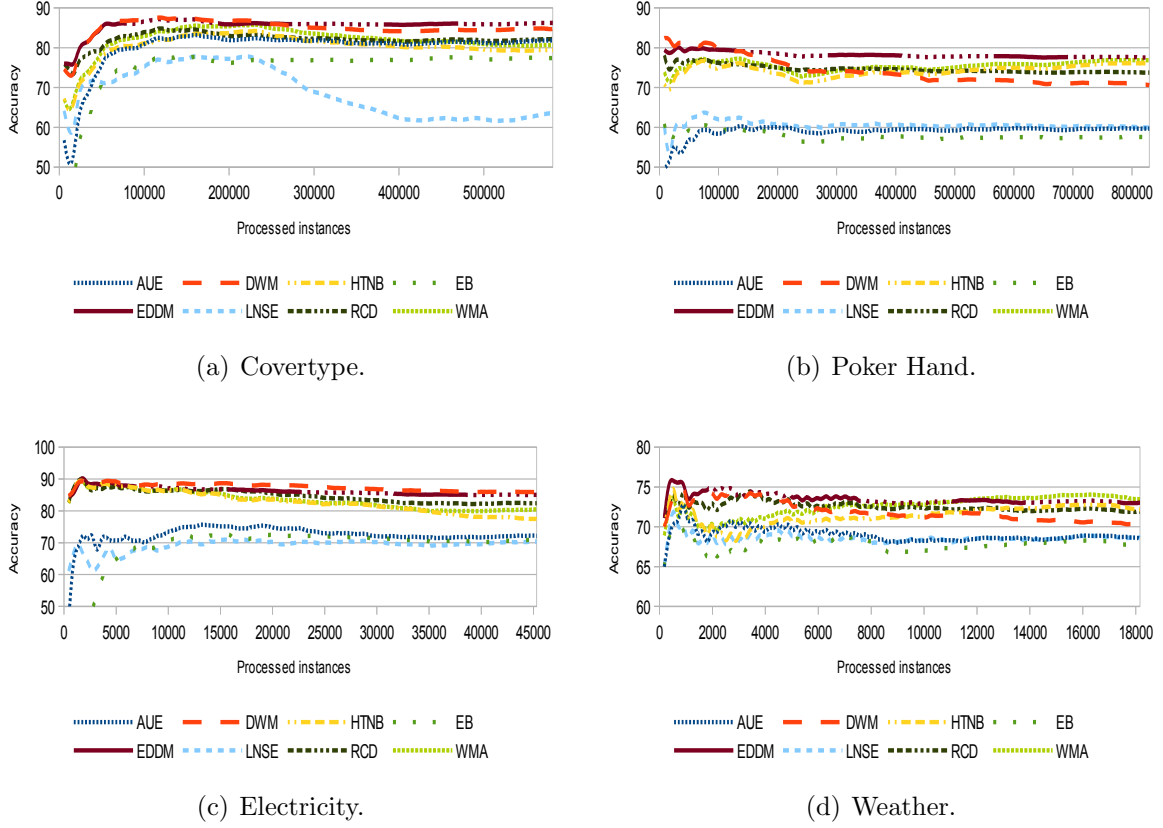 90
80
70
60
50
Accuracy
0 100000 200000 300000 400000 500000
Processed instances
AUE DWM HTNB EB
EDDM LNSE RCD WMA
(a) Covertype.
90
80
70
60
50
Accuracy
0 100000 200000 300000 400000 500000 600000 700000 800000
Processed instances
AUE DWM HTNB EB
EDDM LNSE RCD WMA
(b) Poker Hand.
100
90
80
70
60
50
Accuracy
0 5000 10000 15000 20000 25000 30000 35000 40000 45000
Processed instances
AUE DWM HTNB EB
EDDM LNSE RCD WMA
(c) Electricity.
80
75
70
65
60
Accuracy
0 2000 4000 6000 8000 10000 12000 14000 16000 18000
Processed instances
AUE DWM HTNB EB
EDDM LNSE RCD WMA
(d) Weather.